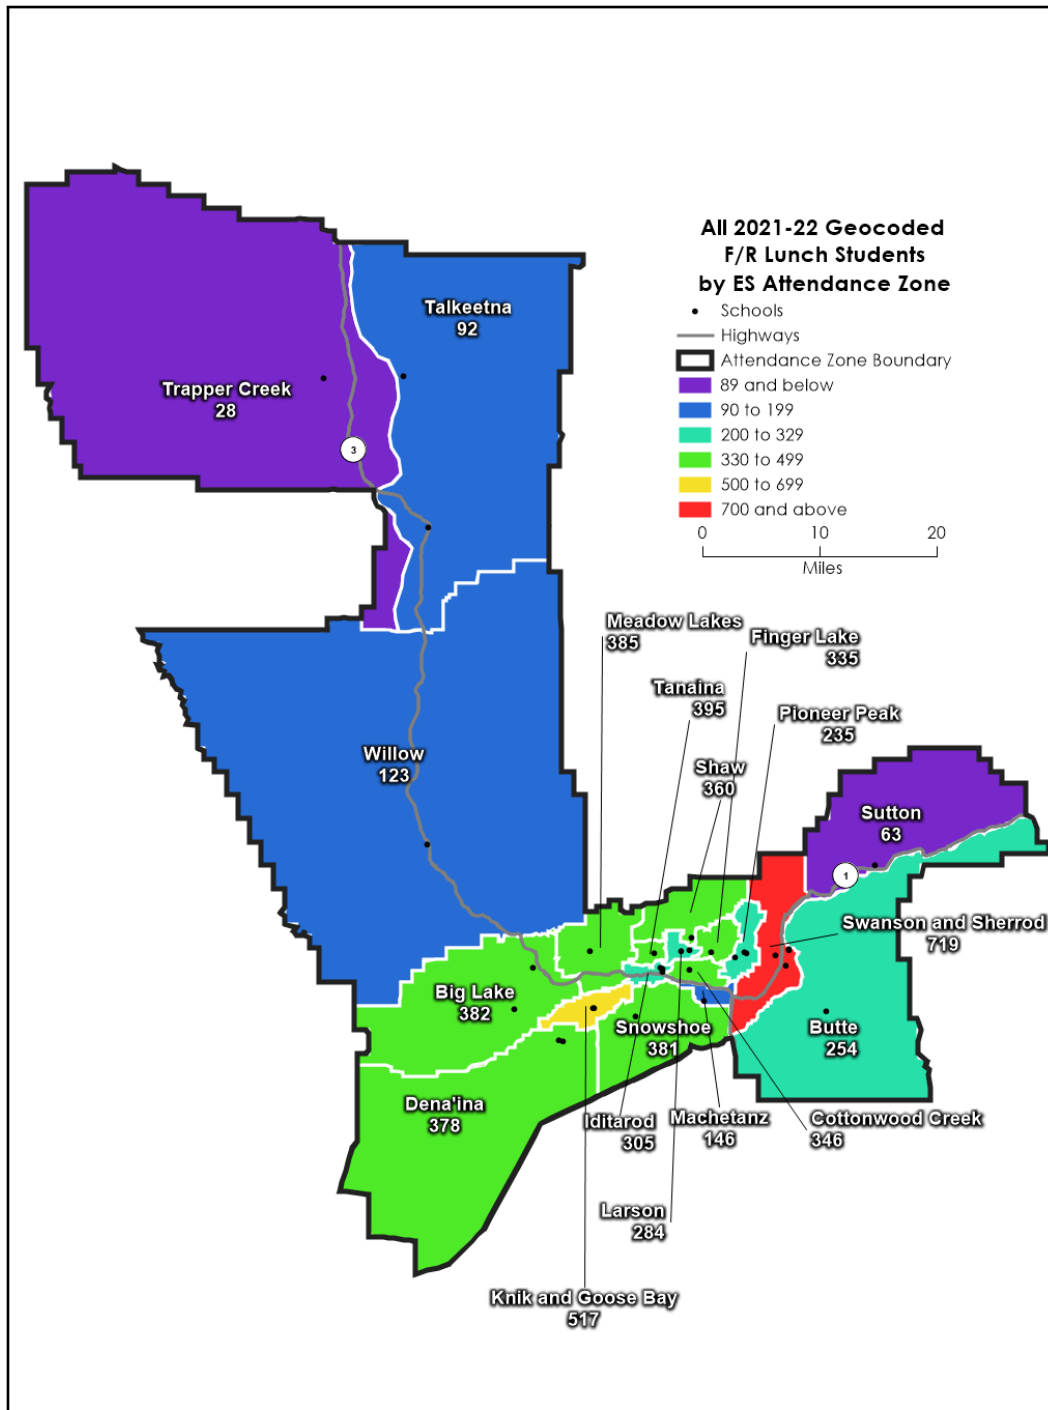 All 2021-22 Geocoded
F/R Lunch Students
by ES Attendance Zone
Schools
Highways
Attendance Zone Boundary
89 and below
90 to 199
200 to 329
330 to 499
500 to 699
700 and above
0 10 20
Miles
Talkeetna
92
Trapper Creek
28
3
Meadow Lakes
385
Finger Lake
335
Tanaina
395
Pioneer Peak
235
Willow
123
Shaw
360
Sutton
63
1
Swanson and Sherrod
719
Big Lake
382
Snowshoe
381
Butte
254
Dena'ina
378
Iditarod
305
Machetanz
146
Cottonwood Creek
346
Larson
284
Knik and Goose Bay
517